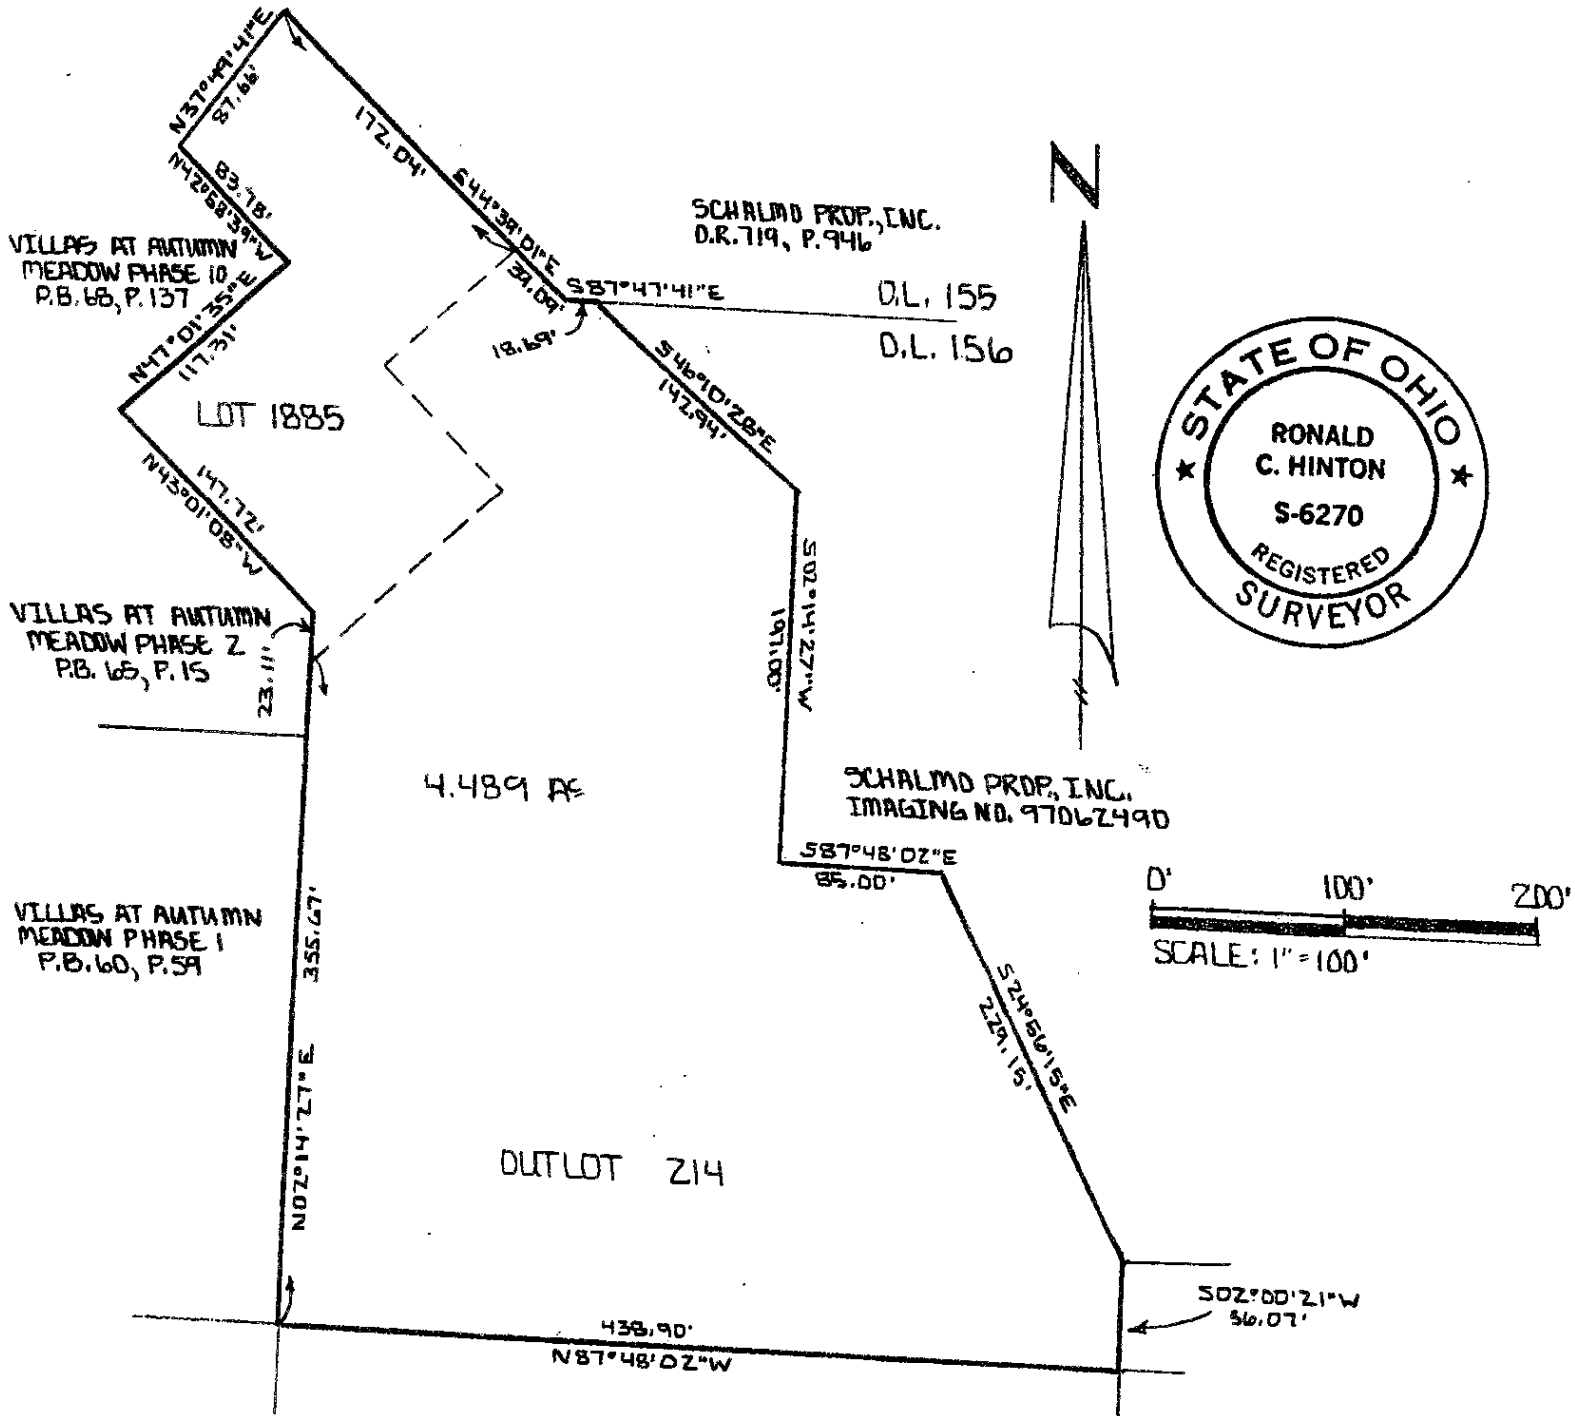 N37°49'41"E
87.66'
172.04'
S44°38'01"E
39.09'
83.78'
N42°58'39"W
N
SCHALMO PROP., INC.
O.R. 719, P. 946
VILLAS AT AUTUMN
MEADOW PHASE 10
P.B. 68, P. 137
N47°01'35"E
117.31'
S87°47'41"E
18.69'
O.L. 155
O.L. 156
S49°10'28"E
142.94'
LOT 1885
147.72'
N43°01'08"W
STATE OF OHIO
RONALD
C. HINTON
S-6270
REGISTERED
SURVEYOR
VILLAS AT AUTUMN
MEADOW PHASE 2
P.B. 65, P. 15
23.11'
S02°14'27"W
197.00'
4.489 AC
SCHALMO PROP., INC.
IMAGING NO. 97062490
S87°48'02"E
85.00'
0' 100' 200'
SCALE: 1"=100'
VILLAS AT AUTUMN
MEADOW PHASE 1
P.B. 60, P. 59
355.67'
N02°14'27"E
S24°56'15"E
229.15'
OUTLOT 214
S02°00'21"W
56.07'
438.90'
N87°48'02"W